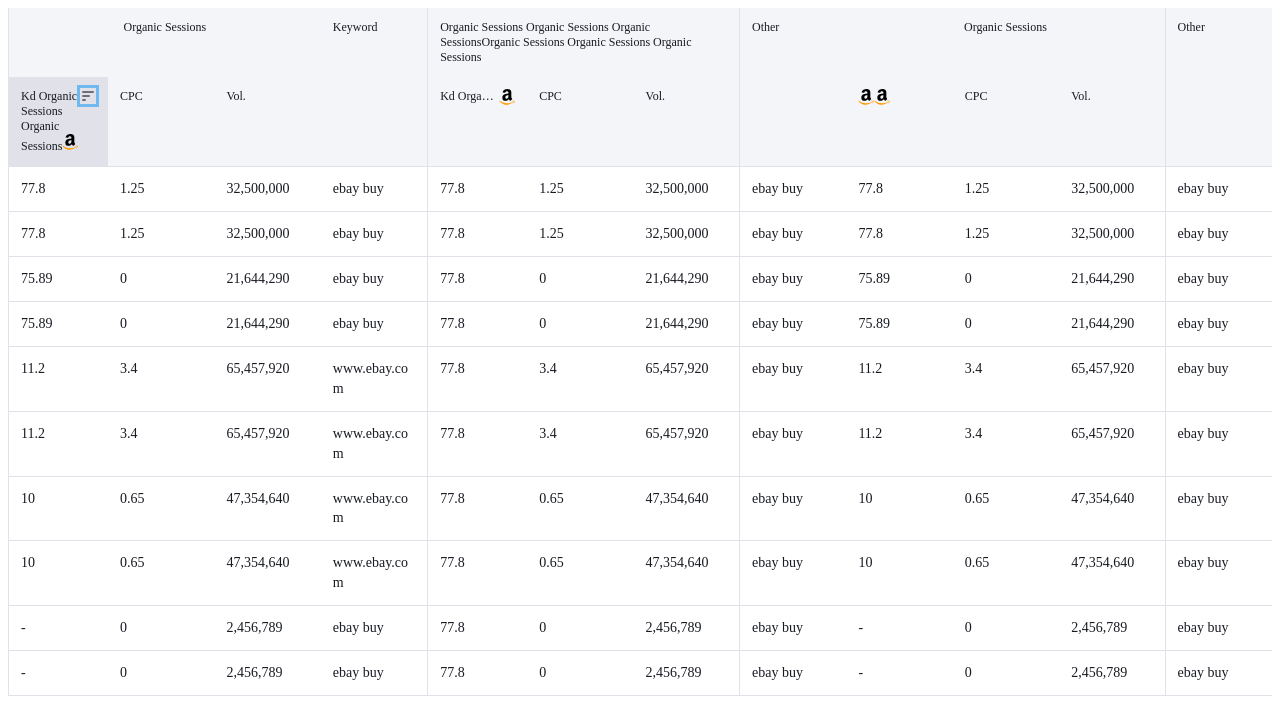 Organic Sessions Keyword Organic Sessions Organic Sessions Organic Other Organic Sessions Other
SessionsOrganic Sessions Organic Sessions Organic
Sessions
Kd Organic CPC Vol. Kd Orga… CPC Vol. CPC Vol.
Sessions
Organic
Sessions
77.8 1.25 32,500,000 ebay buy 77.8 1.25 32,500,000 ebay buy 77.8 1.25 32,500,000 ebay buy
77.8 1.25 32,500,000 ebay buy 77.8 1.25 32,500,000 ebay buy 77.8 1.25 32,500,000 ebay buy
75.89 0 21,644,290 ebay buy 77.8 0 21,644,290 ebay buy 75.89 0 21,644,290 ebay buy
75.89 0 21,644,290 ebay buy 77.8 0 21,644,290 ebay buy 75.89 0 21,644,290 ebay buy
11.2 3.4 65,457,920 www.ebay.co 77.8 3.4 65,457,920 ebay buy 11.2 3.4 65,457,920 ebay buy
m
11.2 3.4 65,457,920 www.ebay.co 77.8 3.4 65,457,920 ebay buy 11.2 3.4 65,457,920 ebay buy
m
10 0.65 47,354,640 www.ebay.co 77.8 0.65 47,354,640 ebay buy 10 0.65 47,354,640 ebay buy
m
10 0.65 47,354,640 www.ebay.co 77.8 0.65 47,354,640 ebay buy 10 0.65 47,354,640 ebay buy
m
- 0 2,456,789 ebay buy 77.8 0 2,456,789 ebay buy - 0 2,456,789 ebay buy
- 0 2,456,789 ebay buy 77.8 0 2,456,789 ebay buy - 0 2,456,789 ebay buy